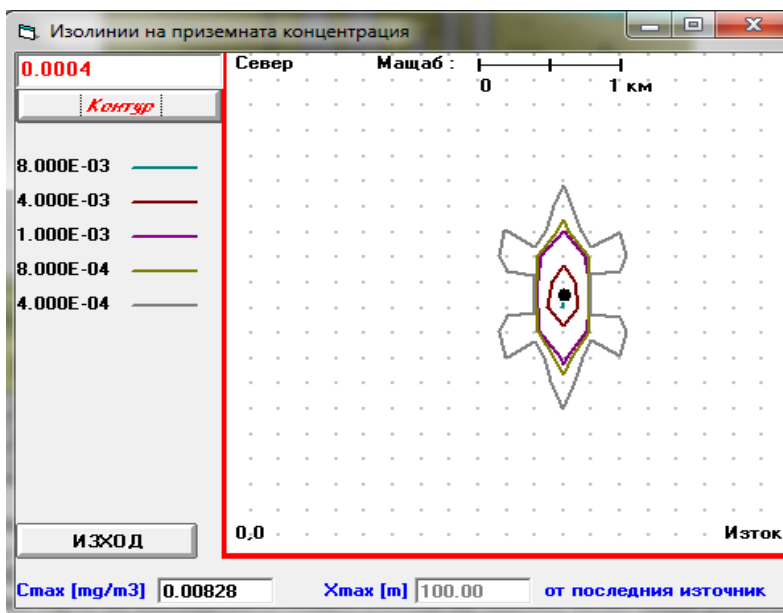 Изолинии на приземната концентрация
0.0004
Контур
8.000E-03
4.000E-03
1.000E-03
8.000E-04
4.000E-04
ИЗХОД
Север Мащаб :
0 1 км
0,0 Изток
Cmax [mg/m3] 0.00828 Xmax [m] 100.00 от последния източник